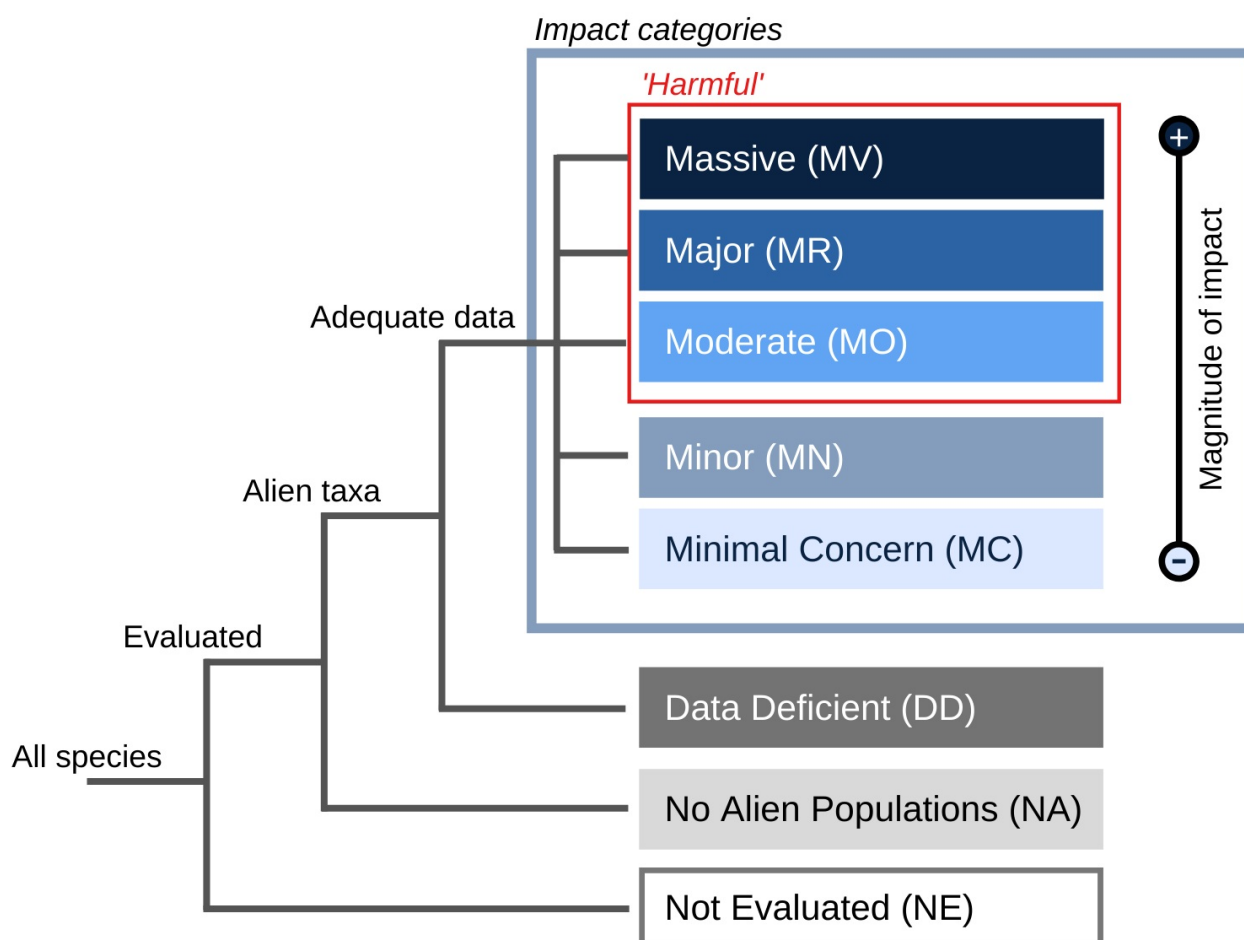 Impact categories
'Harmful'
Massive (MV)
+
Major (MR)
Adequate data
Moderate (MO)
Magnitude of impact
Minor (MN)
Alien taxa
Minimal Concern (MC)
-
Evaluated
Data Deficient (DD)
All species
No Alien Populations (NA)
Not Evaluated (NE)